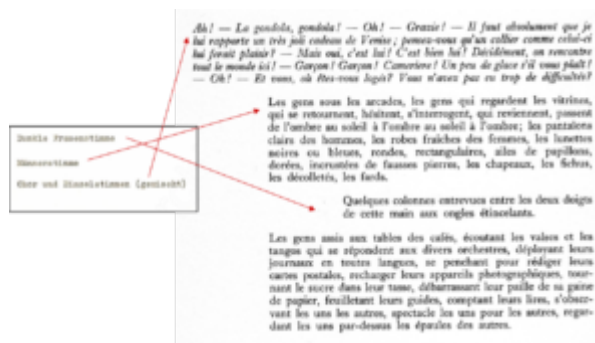 Ah! — La gondola, gondola! — Oh! — Grazie! — Il faut absolument que je
lui rapporte un très joli cadeau de Venise; pensez-vous qu'un collier comme celui-ci
lui ferait plaisir? — Mais oui, c'est lui! C'est bien lui! Décidément, on rencontre
tout le monde ici! — Garçon! Garçon! Cameriere! Un peu de glace s'il vous plaît!
— Oh! — Et vous, où êtes-vous logés? Vous n'avez pas eu trop de difficultés?
Les gens sous les arcades, les gens qui regardent les vitrines,
qui se retournent, hésitent, s'interrogent, qui reviennent, passent
de l'ombre au soleil à l'ombre au soleil à l'ombre; les pantalons
clairs des hommes, les robes fraîches des femmes, les lunettes
noires ou bleues, rondes, rectangulaires, ailes de papillons,
dorées, incrustées de fausses pierres, les chapeaux, les fichus,
les décolletés, les fards.
Dunkle Frauenstimme
Männerstimme
Chor und Einzelstimmen (gemischt)
Quelques colonnes entrevues entre les deux doigts
de cette main aux ongles étincelants.
Les gens assis aux tables des cafés, écoutant les valses et les
tangos qui se répondent aux divers orchestres, déployant leurs
journaux en toutes langues, se penchant pour rédiger leurs
cartes postales, recharger leurs appareils photographiques, tour-
nant le sucre dans leur tasse, débarrassant leur paille de sa gaine
de papier, feuilletant leurs guides, comptant leurs lires, s'obser-
vant les uns les autres, spectacle les uns pour les autres, regar-
dant les uns par-dessus les épaules des autres.